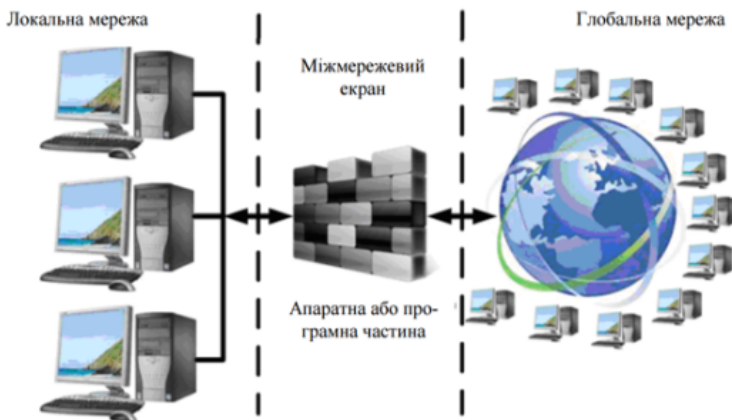 Локальна мережа
Міжмережевий
екран
Глобальна мережа
Апаратна або про-
грамна частина